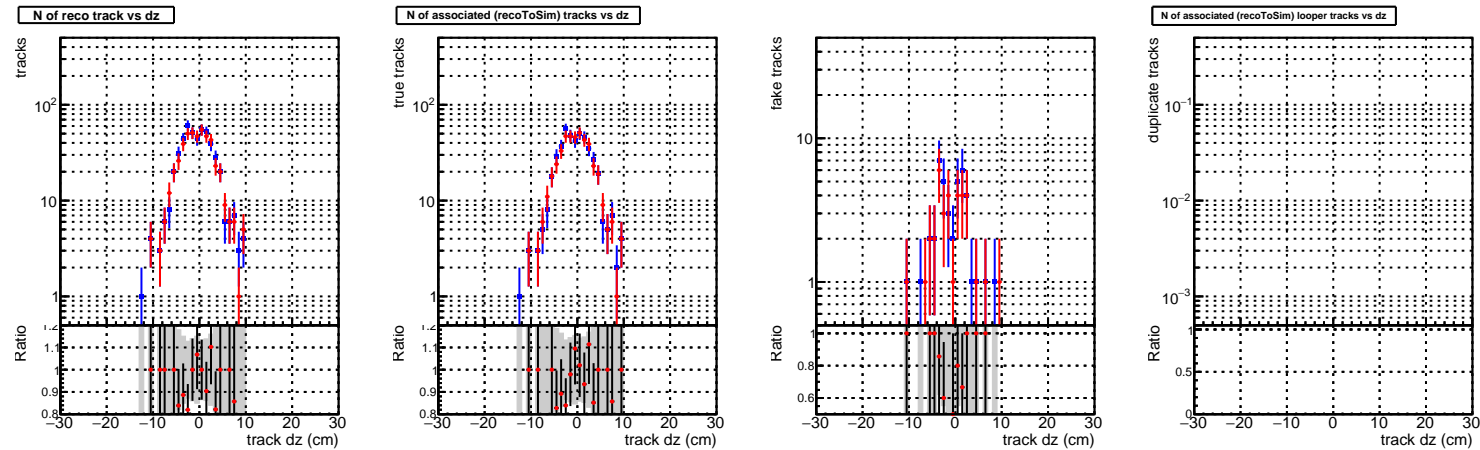 N of reco track vs dz
tracks
10²
10
1
Ratio
1.2
1.1
1
0.9
0.8
−30 −20 −10 0 10 20 30
track dz (cm)
N of associated (recoToSim) tracks vs dz
true tracks
10²
10
1
Ratio
1.2
1.1
1
0.9
0.8
−30 −20 −10 0 10 20 30
track dz (cm)
fake tracks
10
1
Ratio
1
0.8
0.6
−30 −20 −10 0 10 20 30
track dz (cm)
N of associated (recoToSim) looper tracks vs dz
duplicate tracks
10⁻¹
10⁻²
10⁻³
Ratio
1
0.5
0
−30 −20 −10 0 10 20 30
track dz (cm)